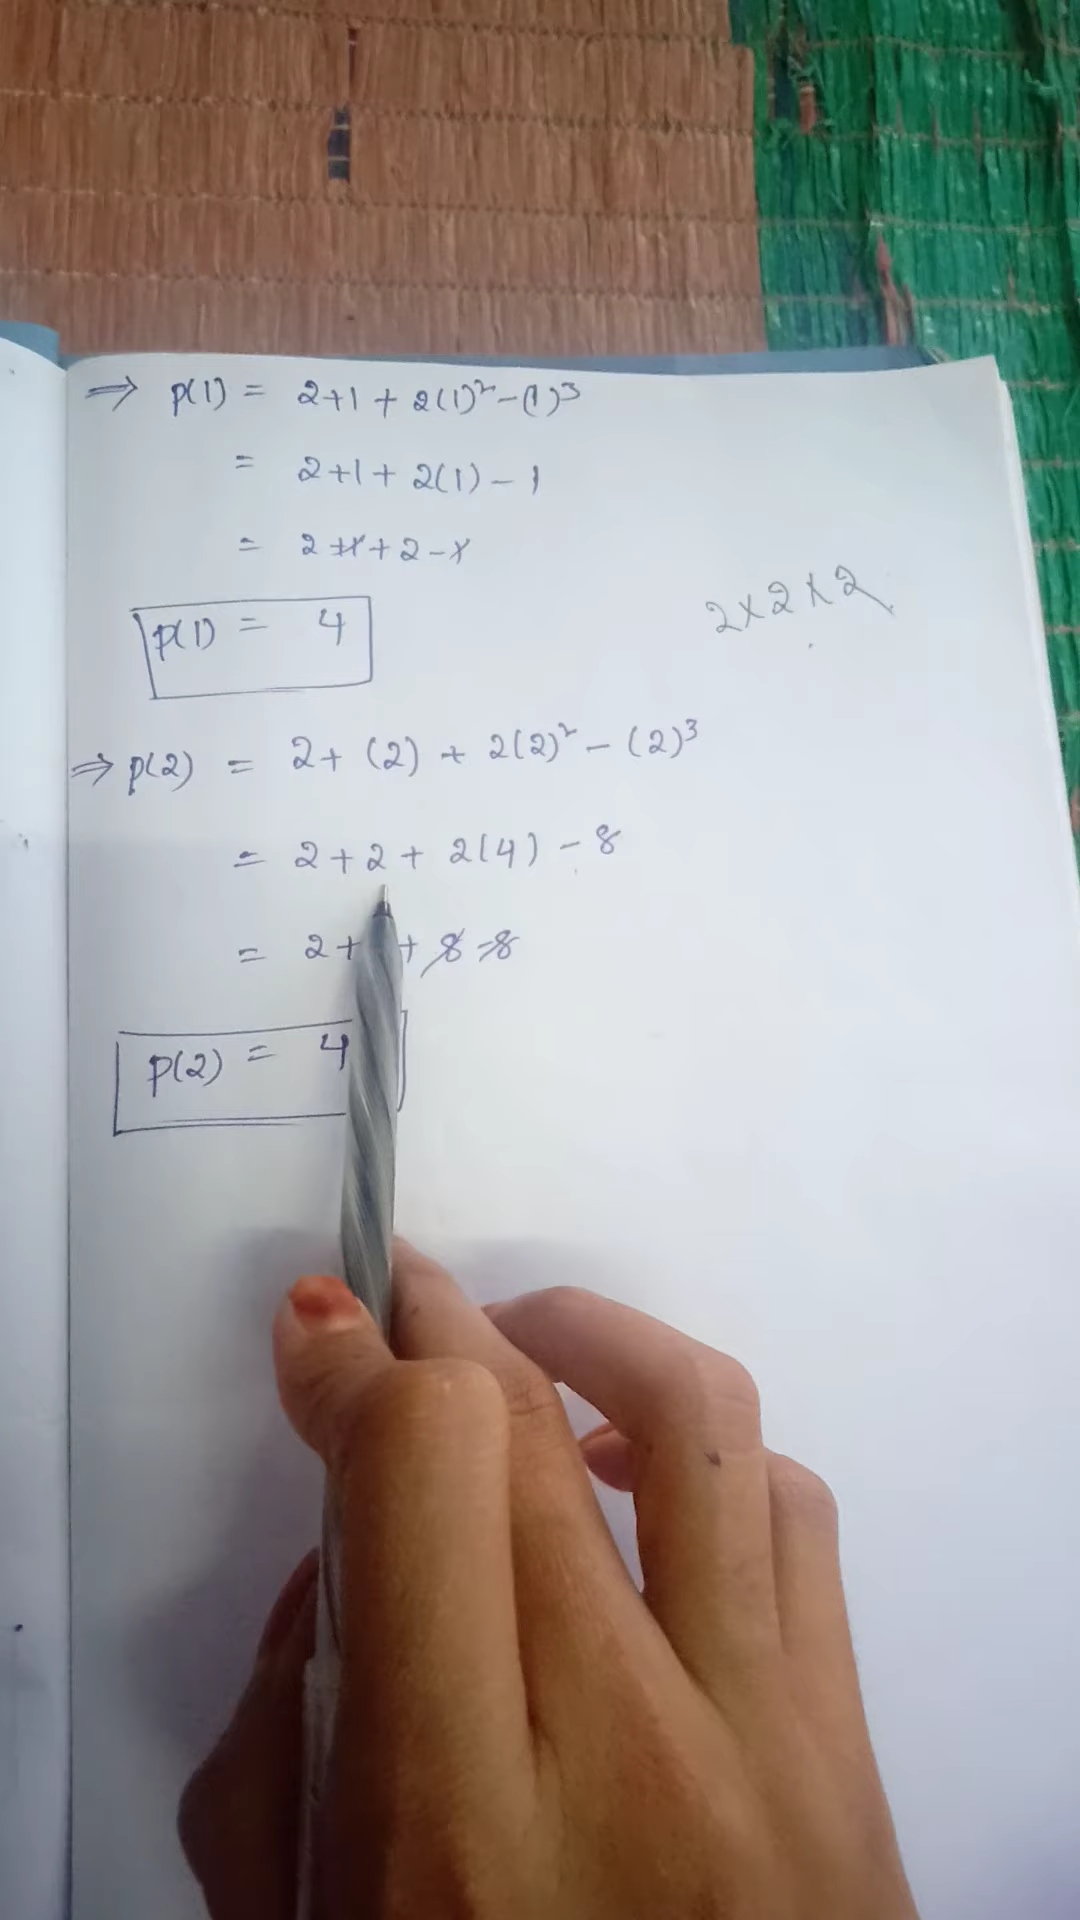 ⇒ p(1) = 2+1+2(1)²-(1)³
= 2+1+2(1)-1
= 2+1+2-1
p(1) = 4
2×2×2
⇒ p(2) = 2+(2)+2(2)²-(2)³
= 2+2+2(4)-8
= 2+ +8-8
p(2) = 4